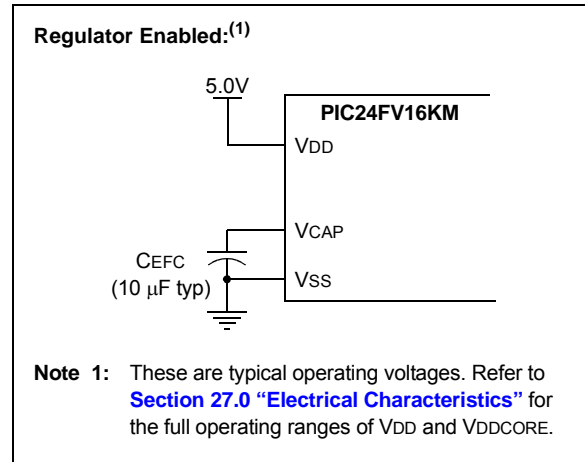 Regulator Enabled:(1)
5.0V
PIC24FV16KM
VDD
VCAP
CEFC
(10 μF typ)
VSS
Note 1: These are typical operating voltages. Refer to
Section 27.0 “Electrical Characteristics” for
the full operating ranges of VDD and VDDCORE.